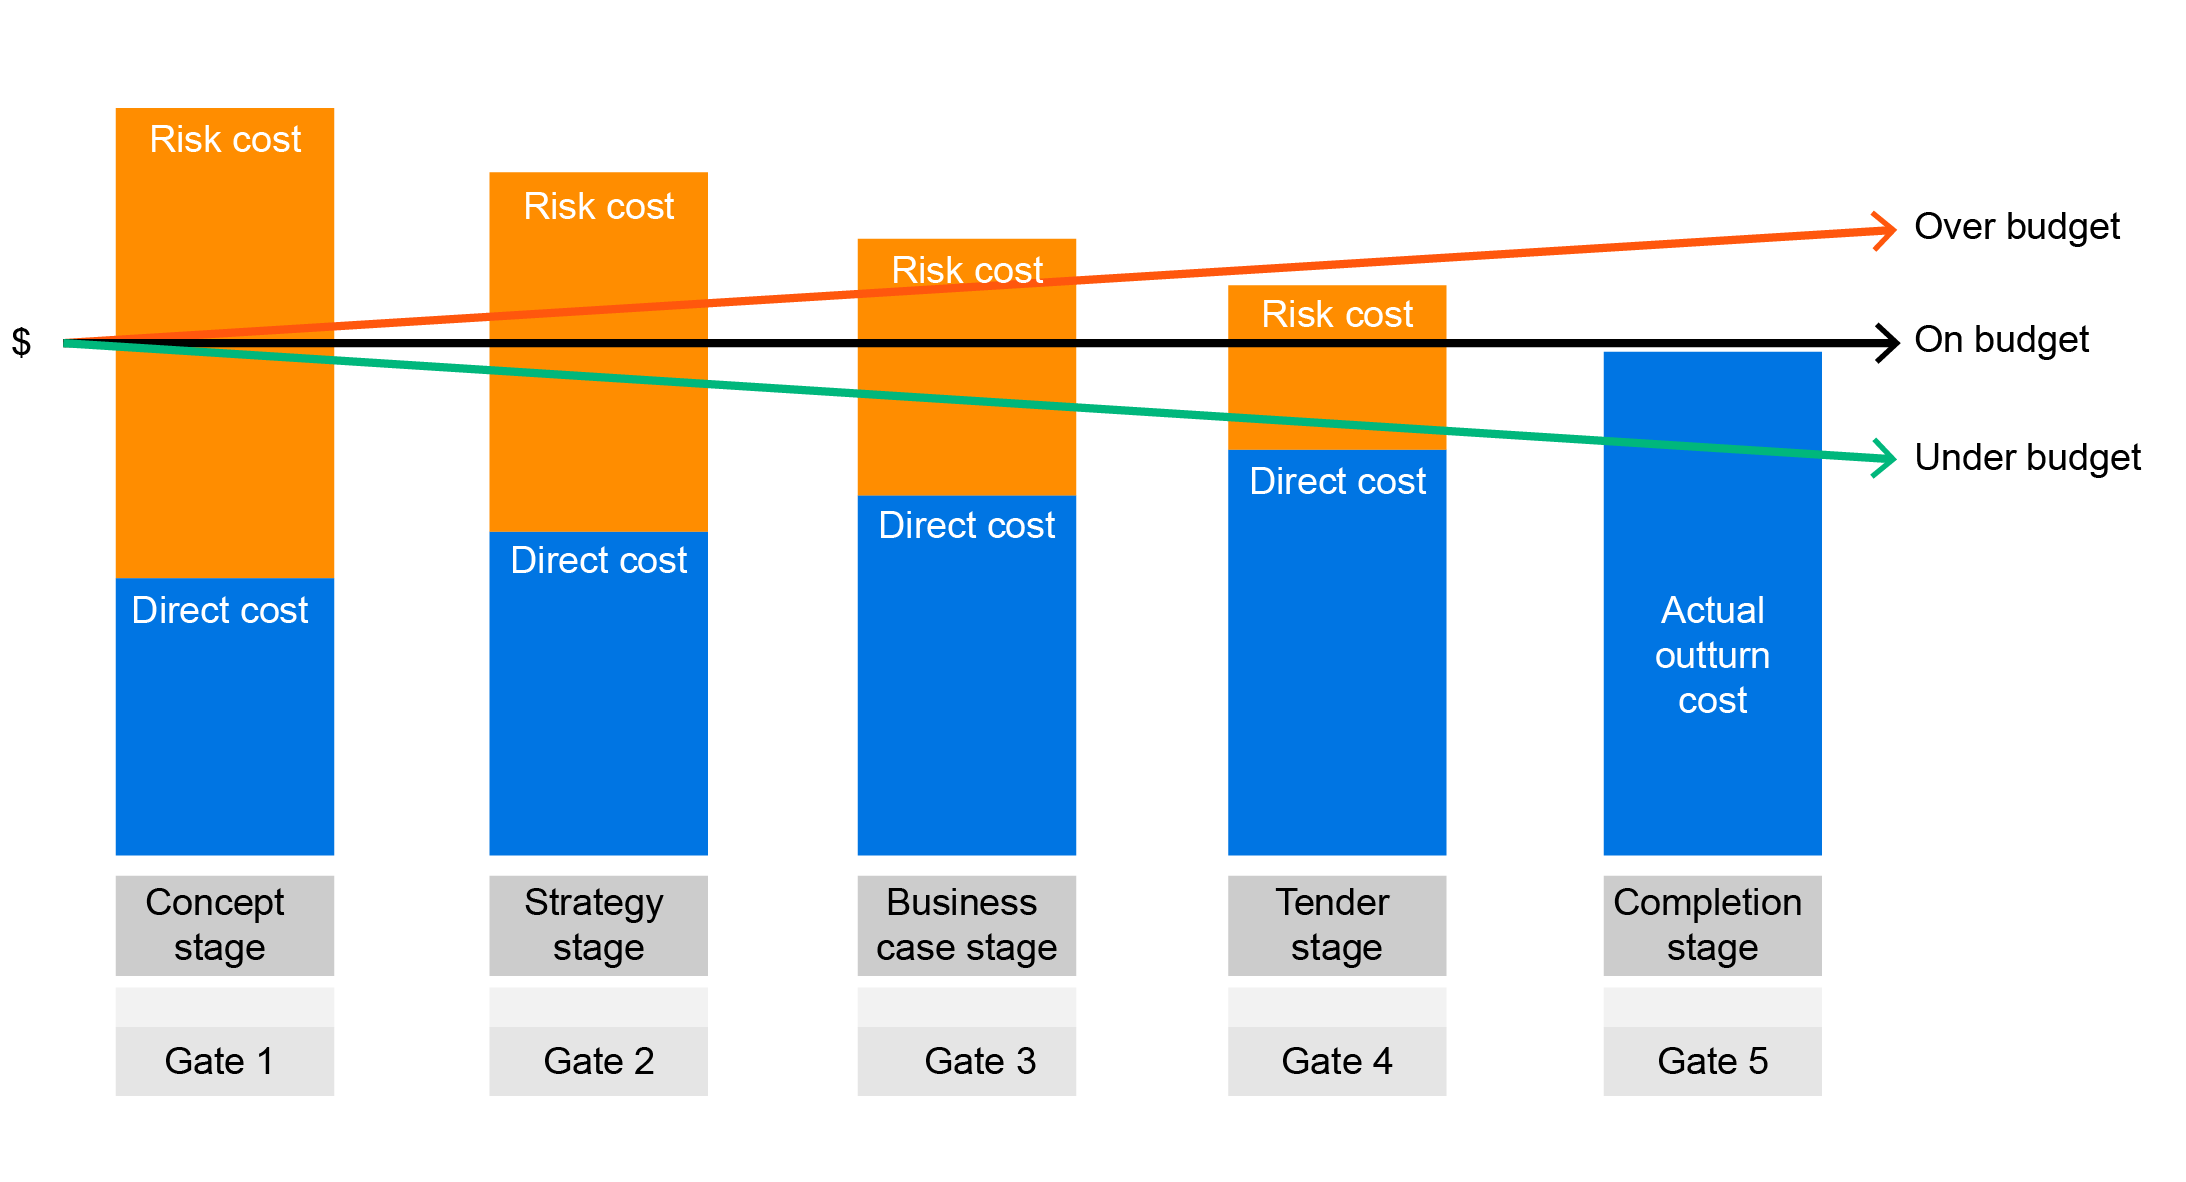 Risk cost
Risk cost
Risk cost
Risk cost
Over budget
$
On budget
Under budget
Direct cost
Direct cost
Direct cost
Direct cost
Actual
outturn
cost
Concept
stage
Strategy
stage
Business
case stage
Tender
stage
Completion
stage
Gate 1
Gate 2
Gate 3
Gate 4
Gate 5